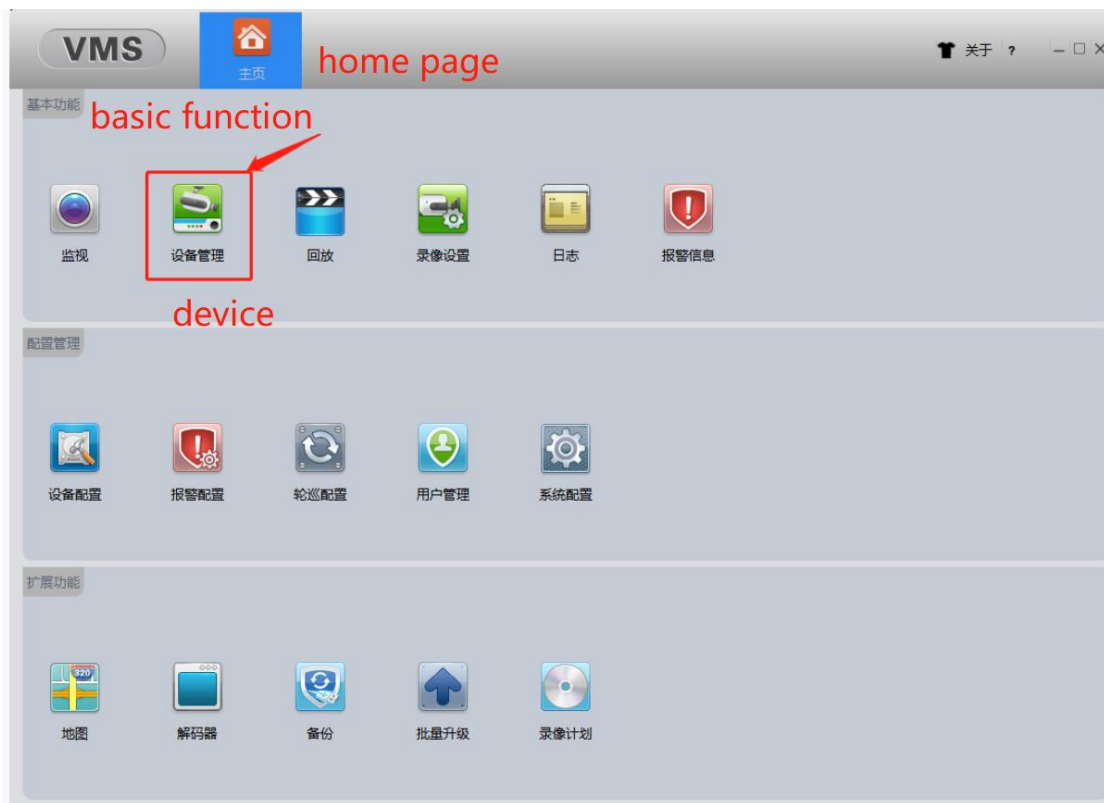 VMS
主页
home page
关于 ?
基本功能
basic function
监视
设备管理
回放
录像设置
日志
报警信息
device
配置管理
设备配置
报警配置
轮巡配置
用户管理
系统配置
扩展功能
320
地图
解码器
备份
批量升级
录像计划